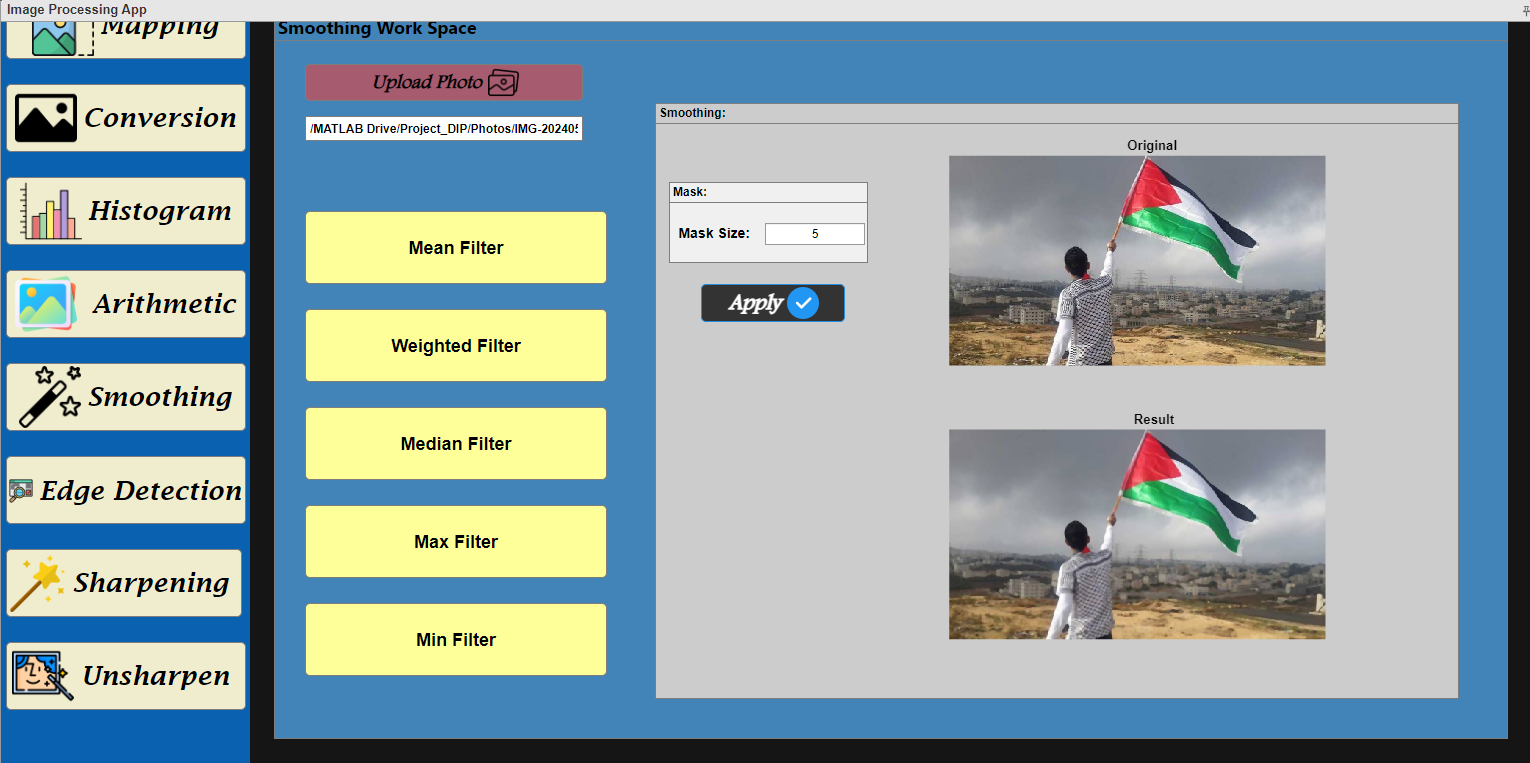 Image Processing App
Mapping
Conversion
Histogram
Arithmetic
Smoothing
Edge Detection
Sharpening
Unsharpen
Smoothing Work Space
Upload Photo
/MATLAB Drive/Project_DIP/Photos/IMG-202405
Mean Filter
Weighted Filter
Median Filter
Max Filter
Min Filter
Smoothing:
Mask:
Mask Size: 5
Apply
Original
Result